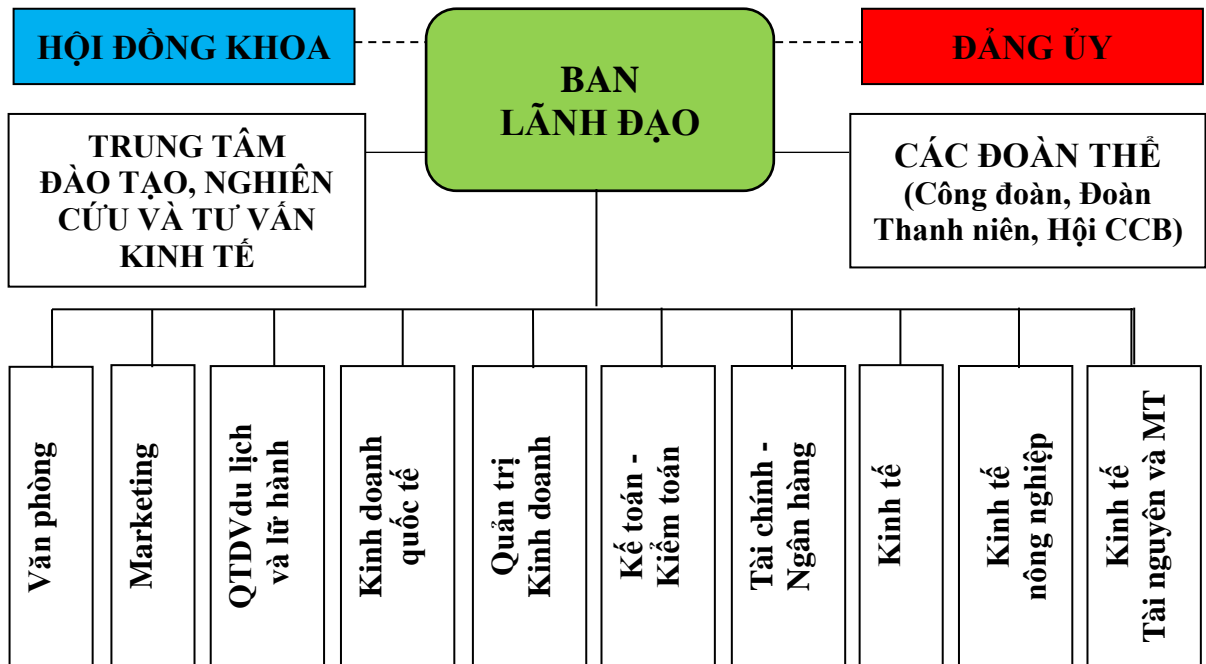 HỘI ĐỒNG KHOA
BAN
LÃNH ĐẠO
ĐẢNG ỦY
TRUNG TÂM
ĐÀO TẠO, NGHIÊN
CỨU VÀ TƯ VẤN
KINH TẾ
CÁC ĐOÀN THỂ
(Công đoàn, Đoàn
Thanh niên, Hội CCB)
Văn phòng
Marketing
QTDVdu lịch
và lữ hành
Kinh doanh
quốc tế
Quản trị
Kinh doanh
Kế toán -
Kiểm toán
Tài chính -
Ngân hàng
Kinh tế
Kinh tế
nông nghiệp
Kinh tế
Tài nguyên và MT